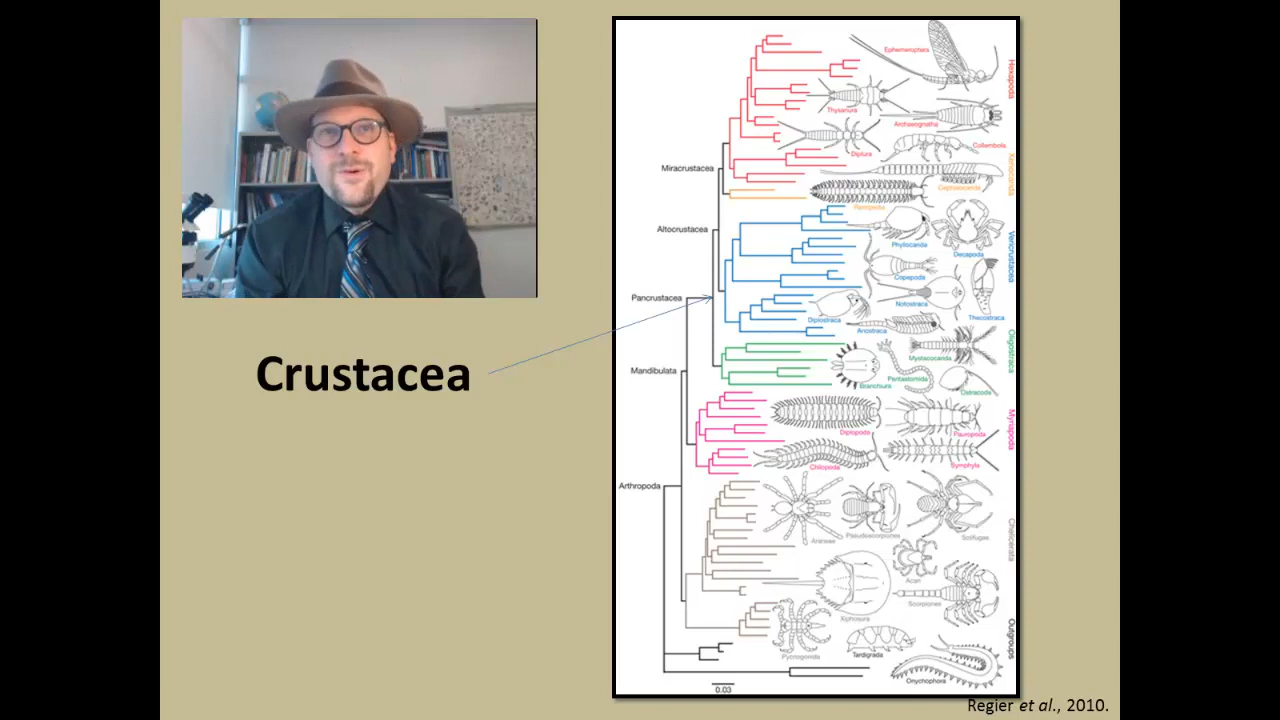 Crustacea
Ephemeroptera
Hexapoda
Thysanura
Archaeognatha
Collembola
Diplura
Miracrustacea
Xenocarida
Cephalocarida
Remipedia
Altocrustacea
Vericrustacea
Phyllocarida
Decapoda
Copepoda
Pancrustacea
Notostraca
Thecostraca
Diplostraca
Anostraca
Oligostraca
Mystacocarida
Mandibulata
Pentastomida
Branchiura
Ostracoda
Myriapoda
Diplopoda
Pauropoda
Chilopoda
Symphyla
Arthropoda
Chelicerata
Araneae
Pseudoscorpiones
Solifugae
Acari
Scorpiones
Xiphosura
Outgroups
Pycnogonida
Tardigrada
Onychophora
0.03
Regier et al., 2010.